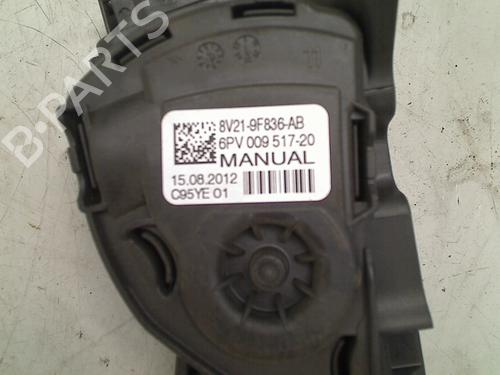 B-PARTS
8V21-9F836-AB
6PV 009 517-20
MANUAL
15.08.2012
C95YE 01